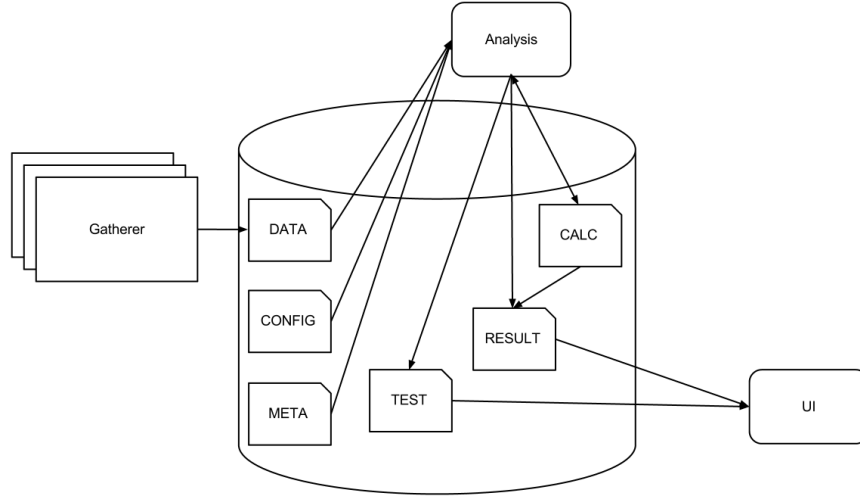 Analysis
Gatherer
DATA
CALC
CONFIG
RESULT
META
TEST
UI